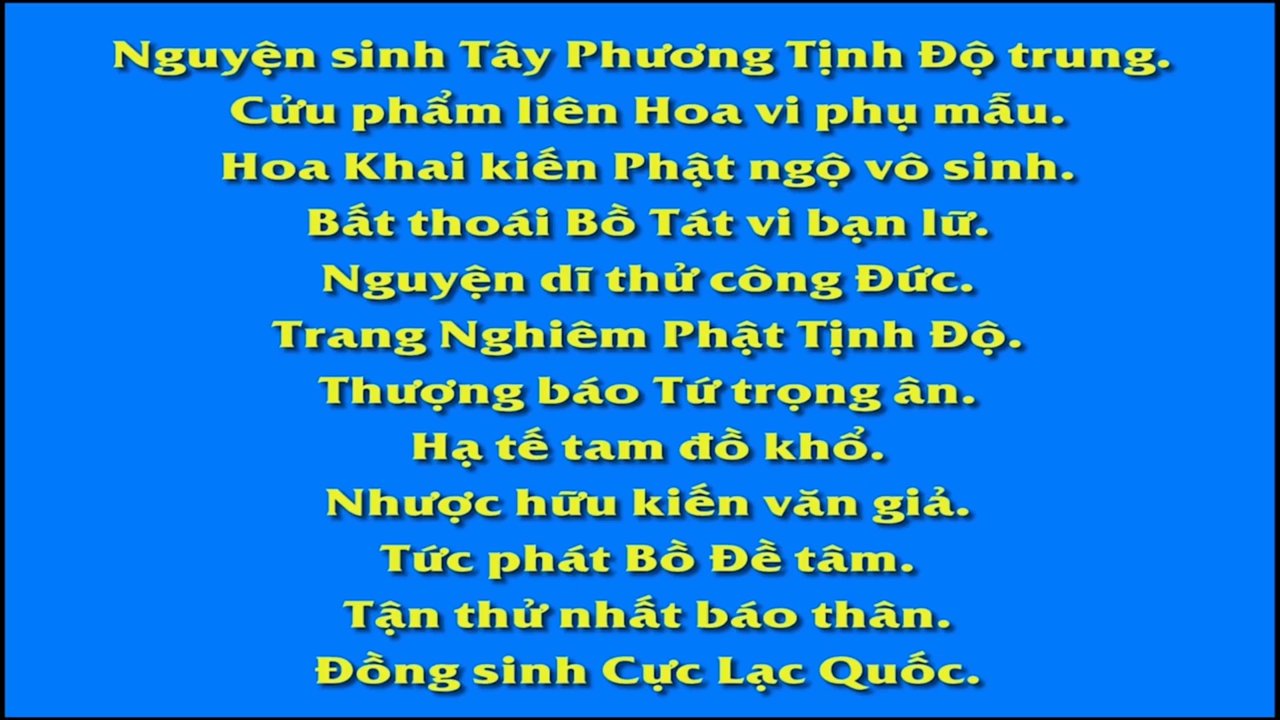 Nguyện sinh Tây Phương Tịnh Độ trung.
Cửu phẩm liên Hoa vi phụ mẫu.
Hoa Khai kiến Phật ngộ vô sinh.
Bất thoái Bồ Tát vi bạn lữ.
Nguyện dĩ thử công Đức.
Trang Nghiêm Phật Tịnh Độ.
Thượng báo Tứ trọng ân.
Hạ tế tam đồ khổ.
Nhược hữu kiến văn giả.
Tức phát Bồ Đề tâm.
Tận thử nhất báo thân.
Đồng sinh Cực Lạc Quốc.